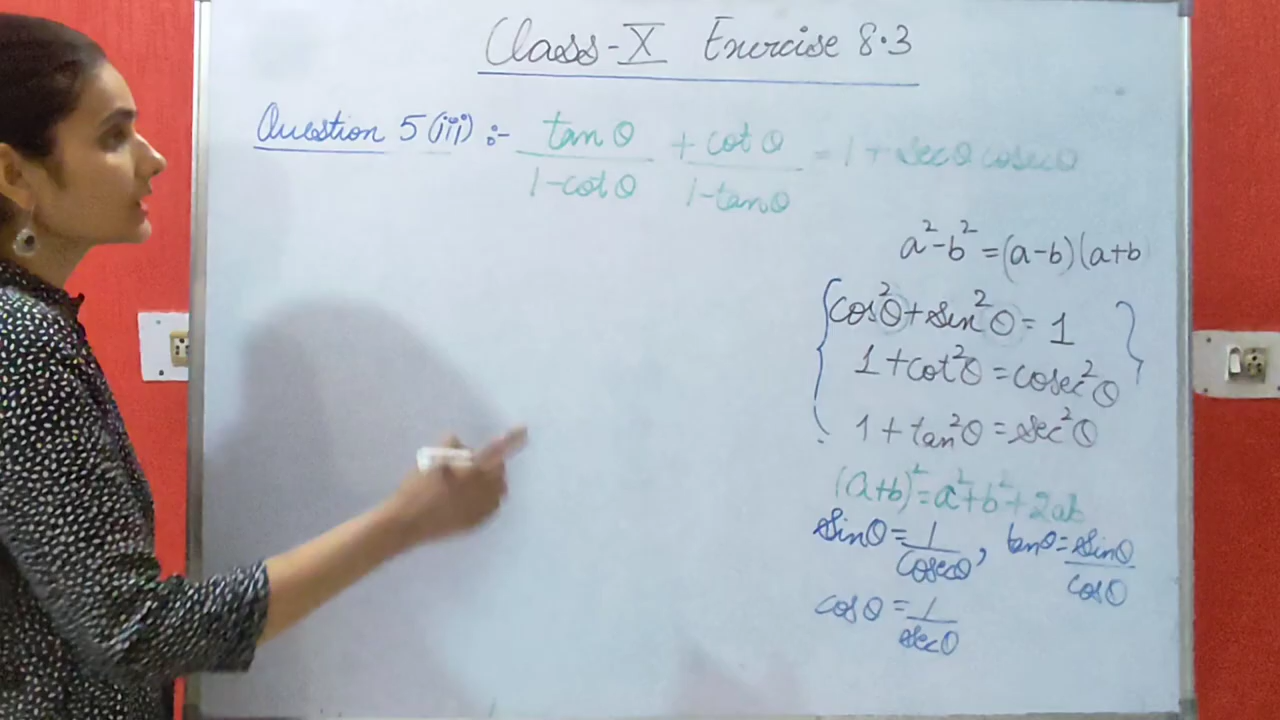 Class-X Exercise 8.3
Question 5(iii) :- tanθ/1-cotθ + cotθ/1-tanθ = 1+secθcosecθ
a²-b² = (a-b)(a+b
cos²θ+sin²θ = 1
1+cot²θ = cosec²θ
1+tan²θ = sec²θ
(a+b)² = a²+b²+2ab
sinθ = 1/cosecθ, tanθ = sinθ/cosθ
cosθ = 1/secθ